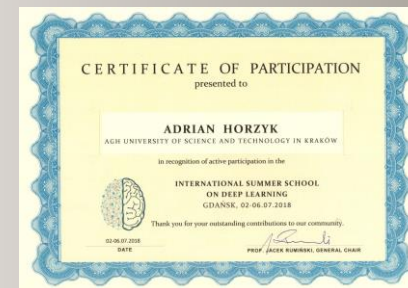 CERTIFICATE OF PARTICIPATION
presented to
ADRIAN HORZYK
AGH UNIVERSITY OF SCIENCE AND TECHNOLOGY IN KRAKÓW
in recognition of active participation in the
INTERNATIONAL SUMMER SCHOOL
ON DEEP LEARNING
GDAŃSK, 02-06.07.2018
Thank you for your outstanding contributions to our community.
02-06.07.2018
DATE
PROF. JACEK RUMIŃSKI, GENERAL CHAIR